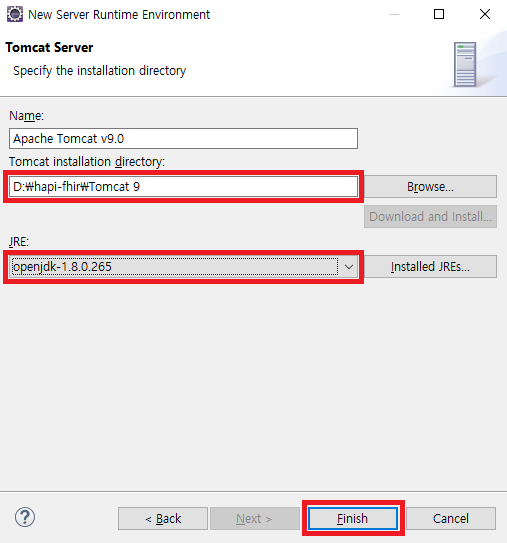 New Server Runtime Environment
Tomcat Server
Specify the installation directory
Name:
Apache Tomcat v9.0
Tomcat installation directory:
D:₩hapi-fhir₩Tomcat 9
Browse...
Download and Install...
JRE:
openjdk-1.8.0.265
Installed JREs...
?
< Back
Next >
Finish
Cancel